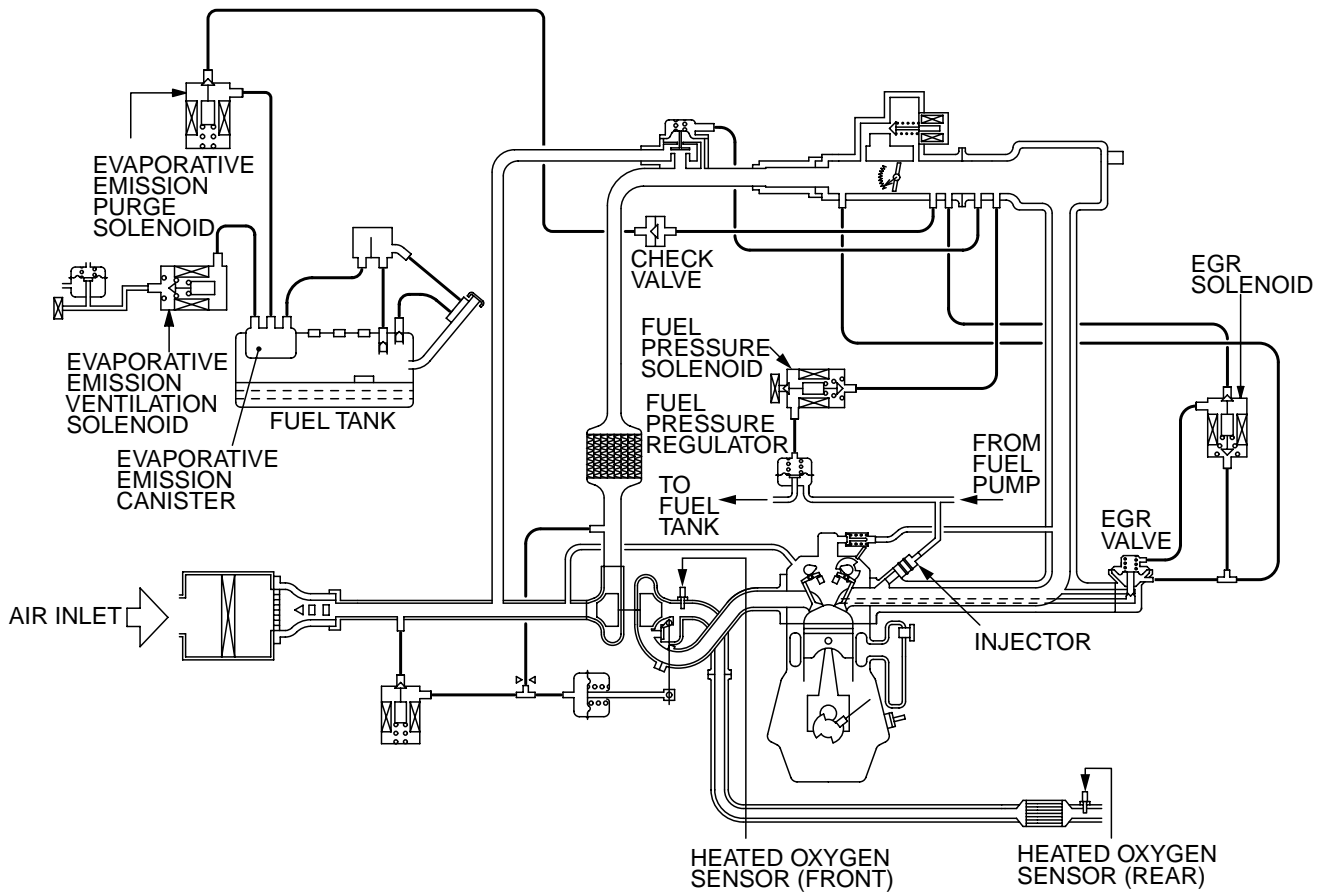 EVAPORATIVE
EMISSION
PURGE
SOLENOID
CHECK
VALVE
EGR
SOLENOID
EVAPORATIVE
EMISSION
VENTILATION
SOLENOID
FUEL TANK
EVAPORATIVE
EMISSION
CANISTER
FUEL
PRESSURE
SOLENOID
FUEL
PRESSURE
REGULATOR
FROM
FUEL
PUMP
TO
FUEL
TANK
EGR
VALVE
AIR INLET
INJECTOR
HEATED OXYGEN
SENSOR (FRONT)
HEATED OXYGEN
SENSOR (REAR)